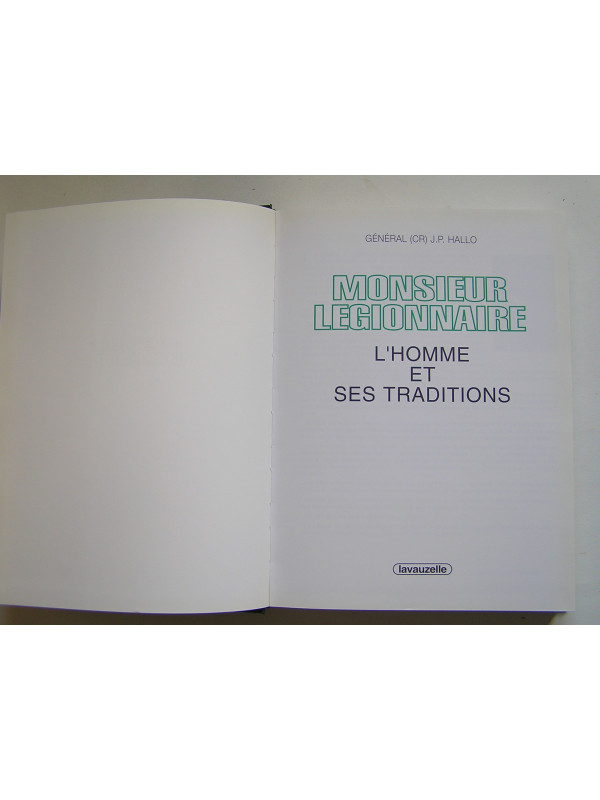 GÉNÉRAL (CR) J.P. HALLO
MONSIEUR
LEGIONNAIRE
L'HOMME
ET
SES TRADITIONS
lavauzelle